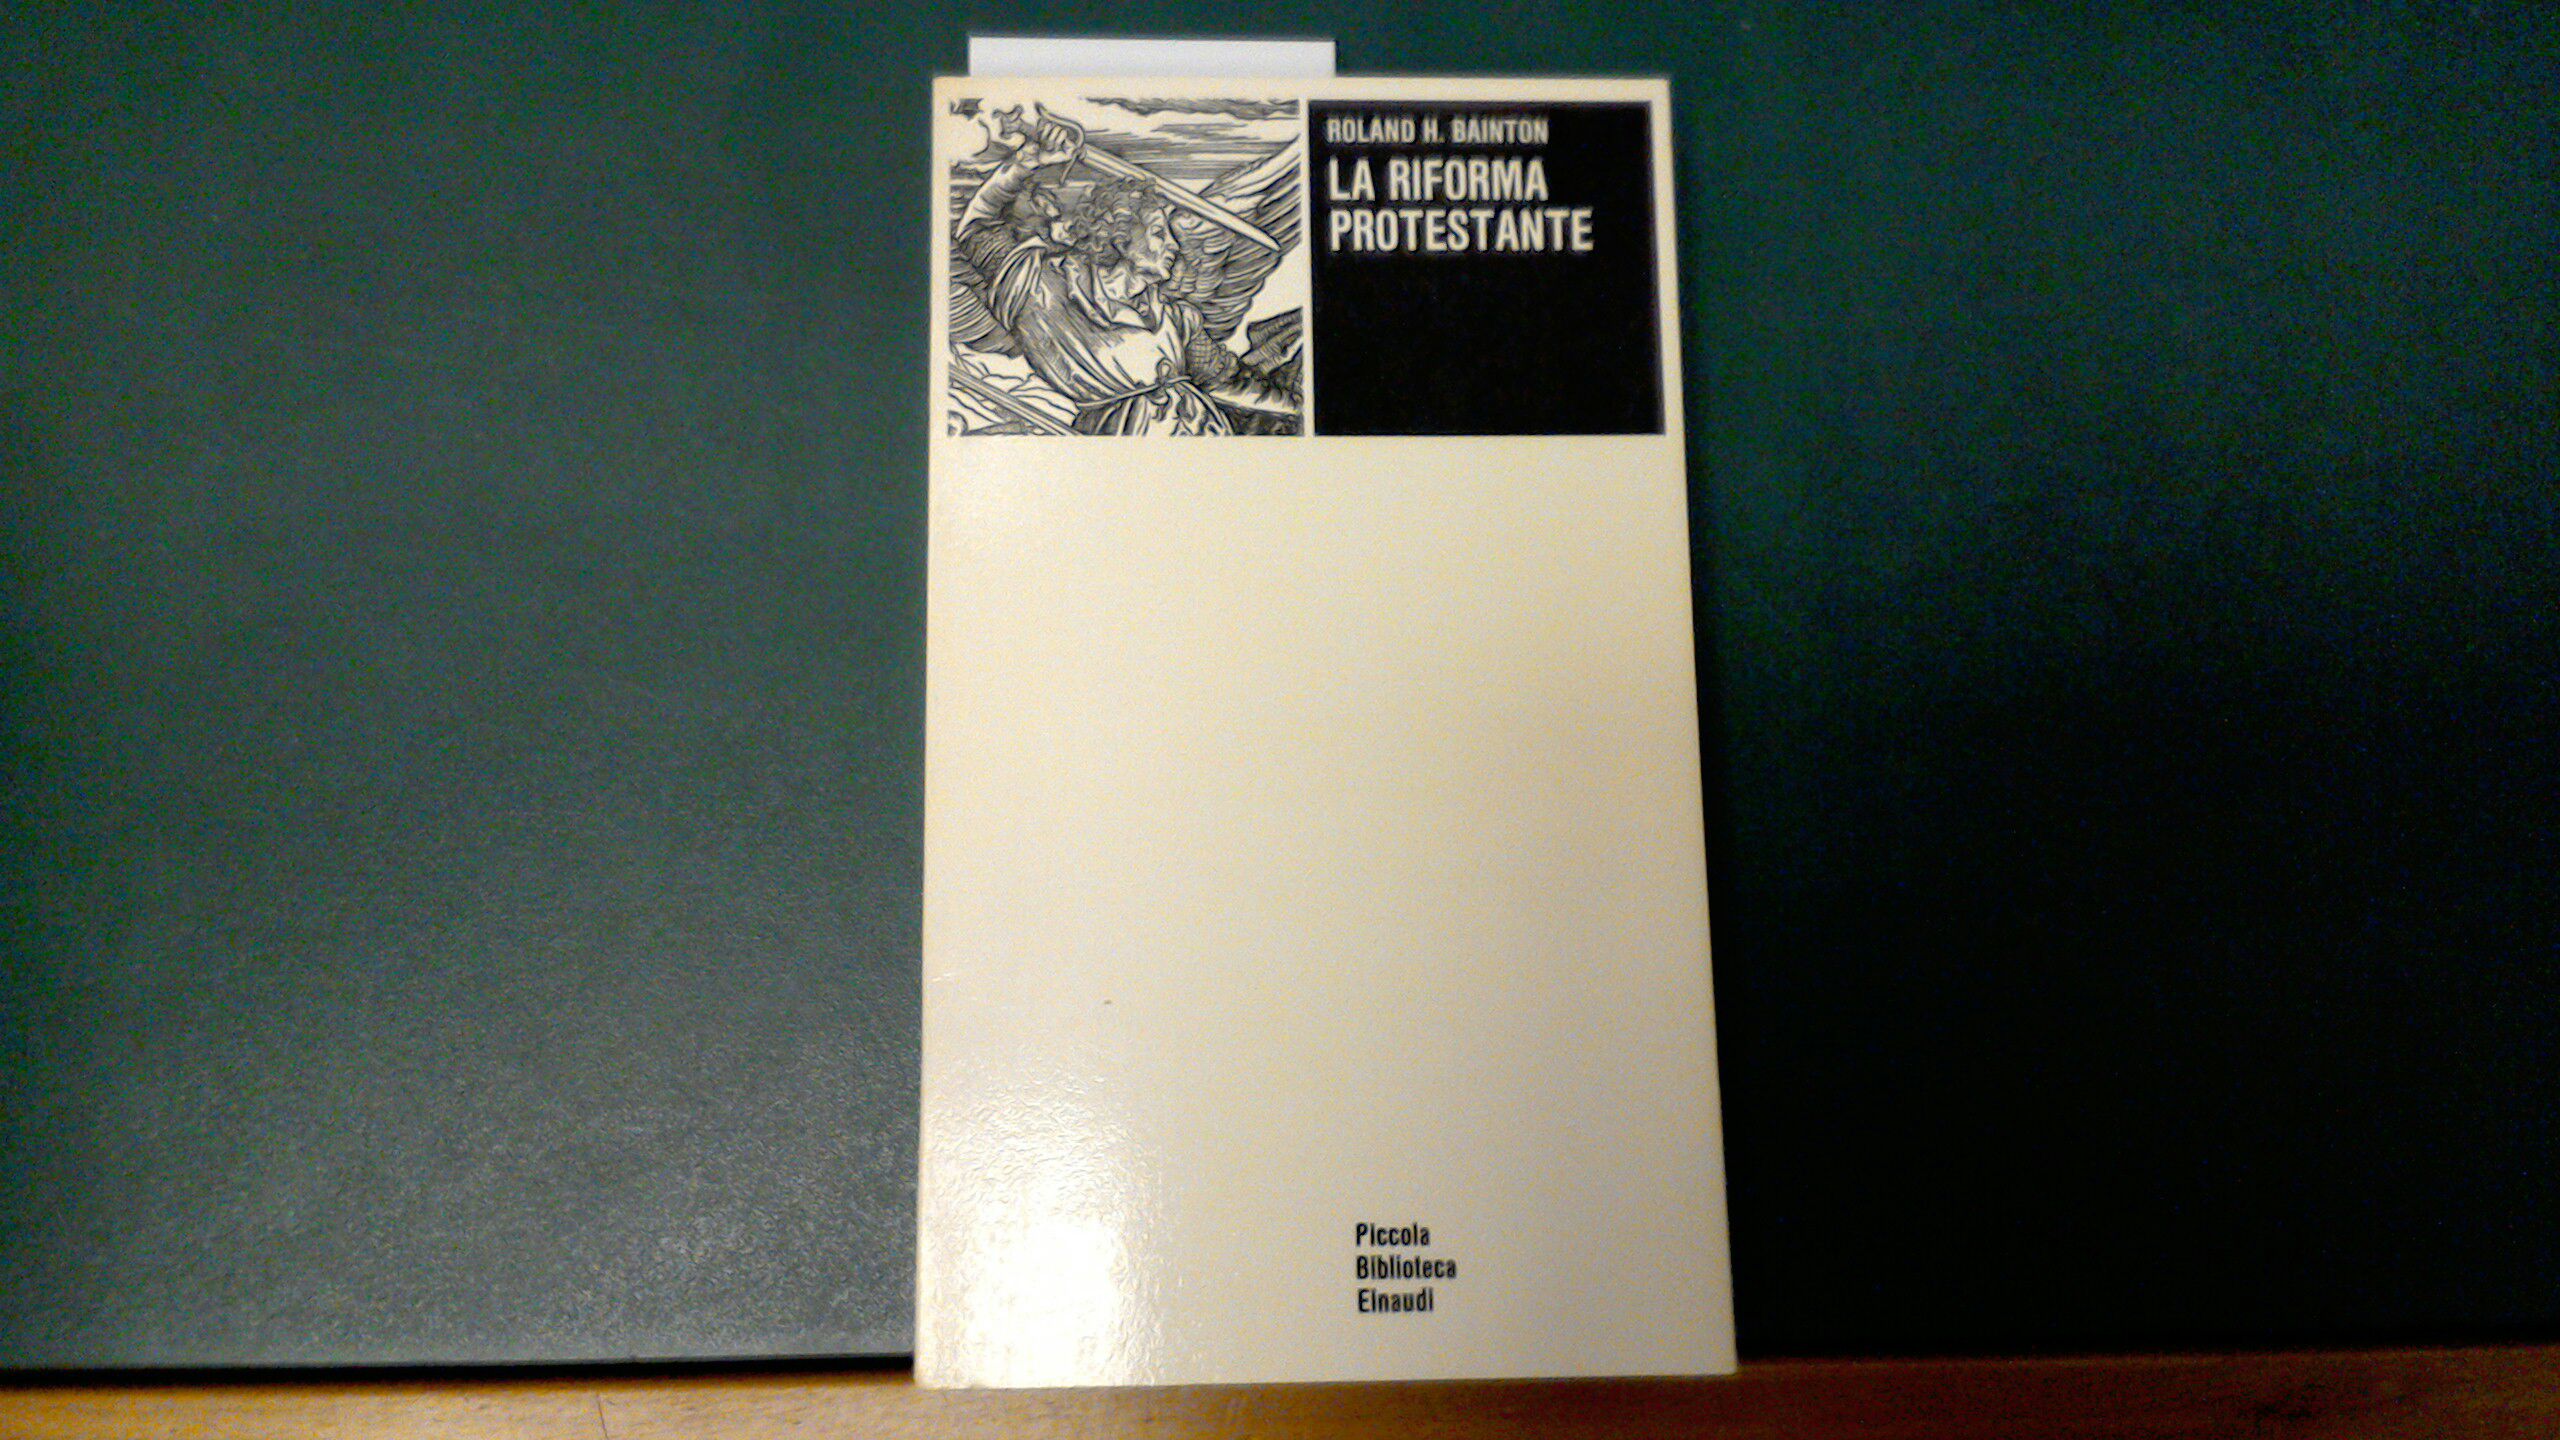 ROLAND H. BAINTON
LA RIFORMA
PROTESTANTE
Piccola
Biblioteca
Einaudi